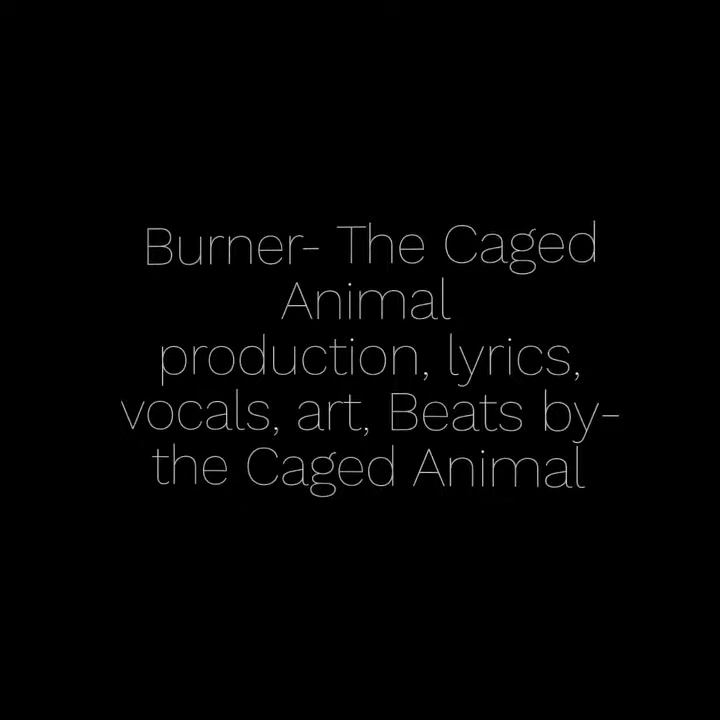 Burner- The Caged
Animal
production, lyrics,
vocals, art, Beats by-
the Caged Animal